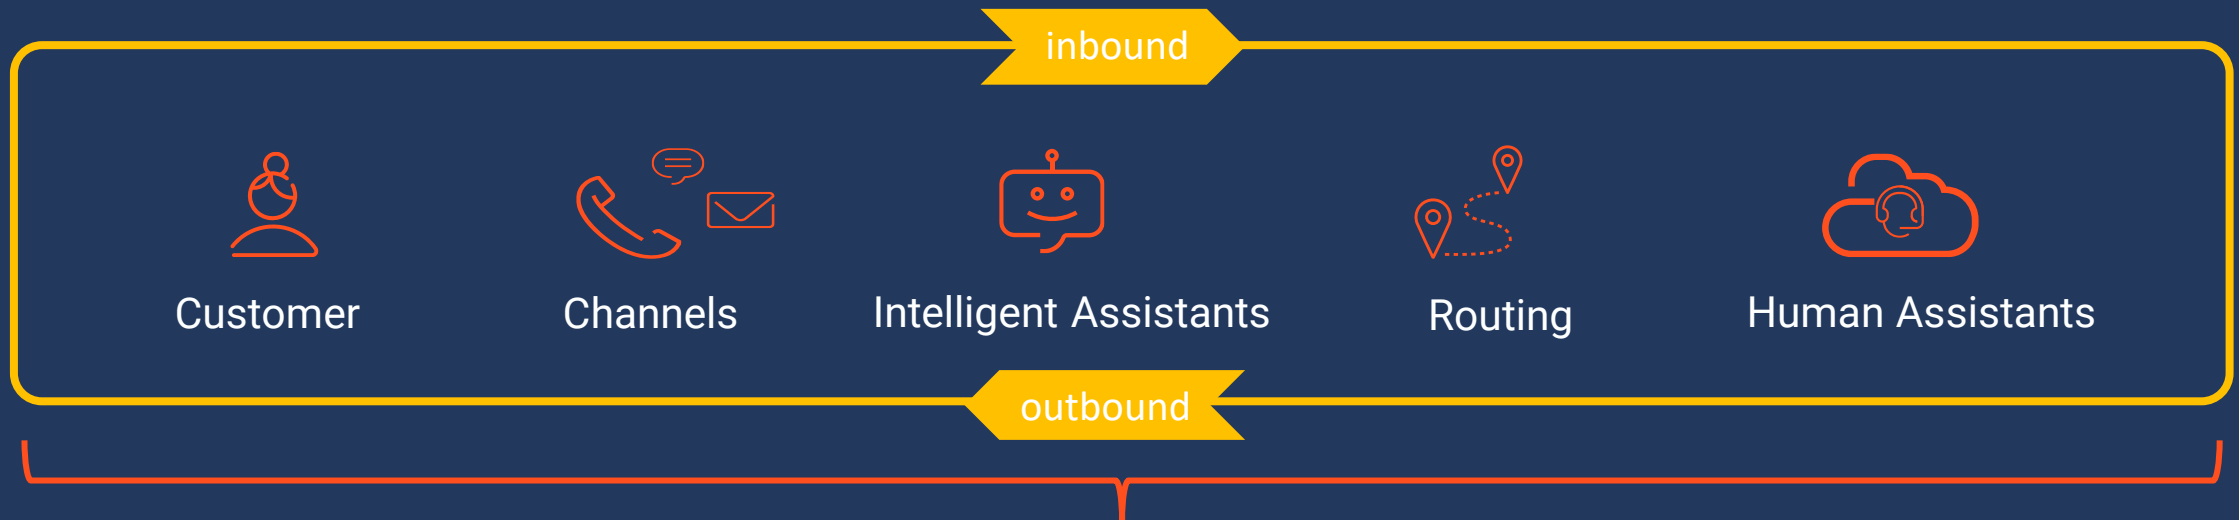 inbound
Customer
Channels
Intelligent Assistants
Routing
Human Assistants
outbound